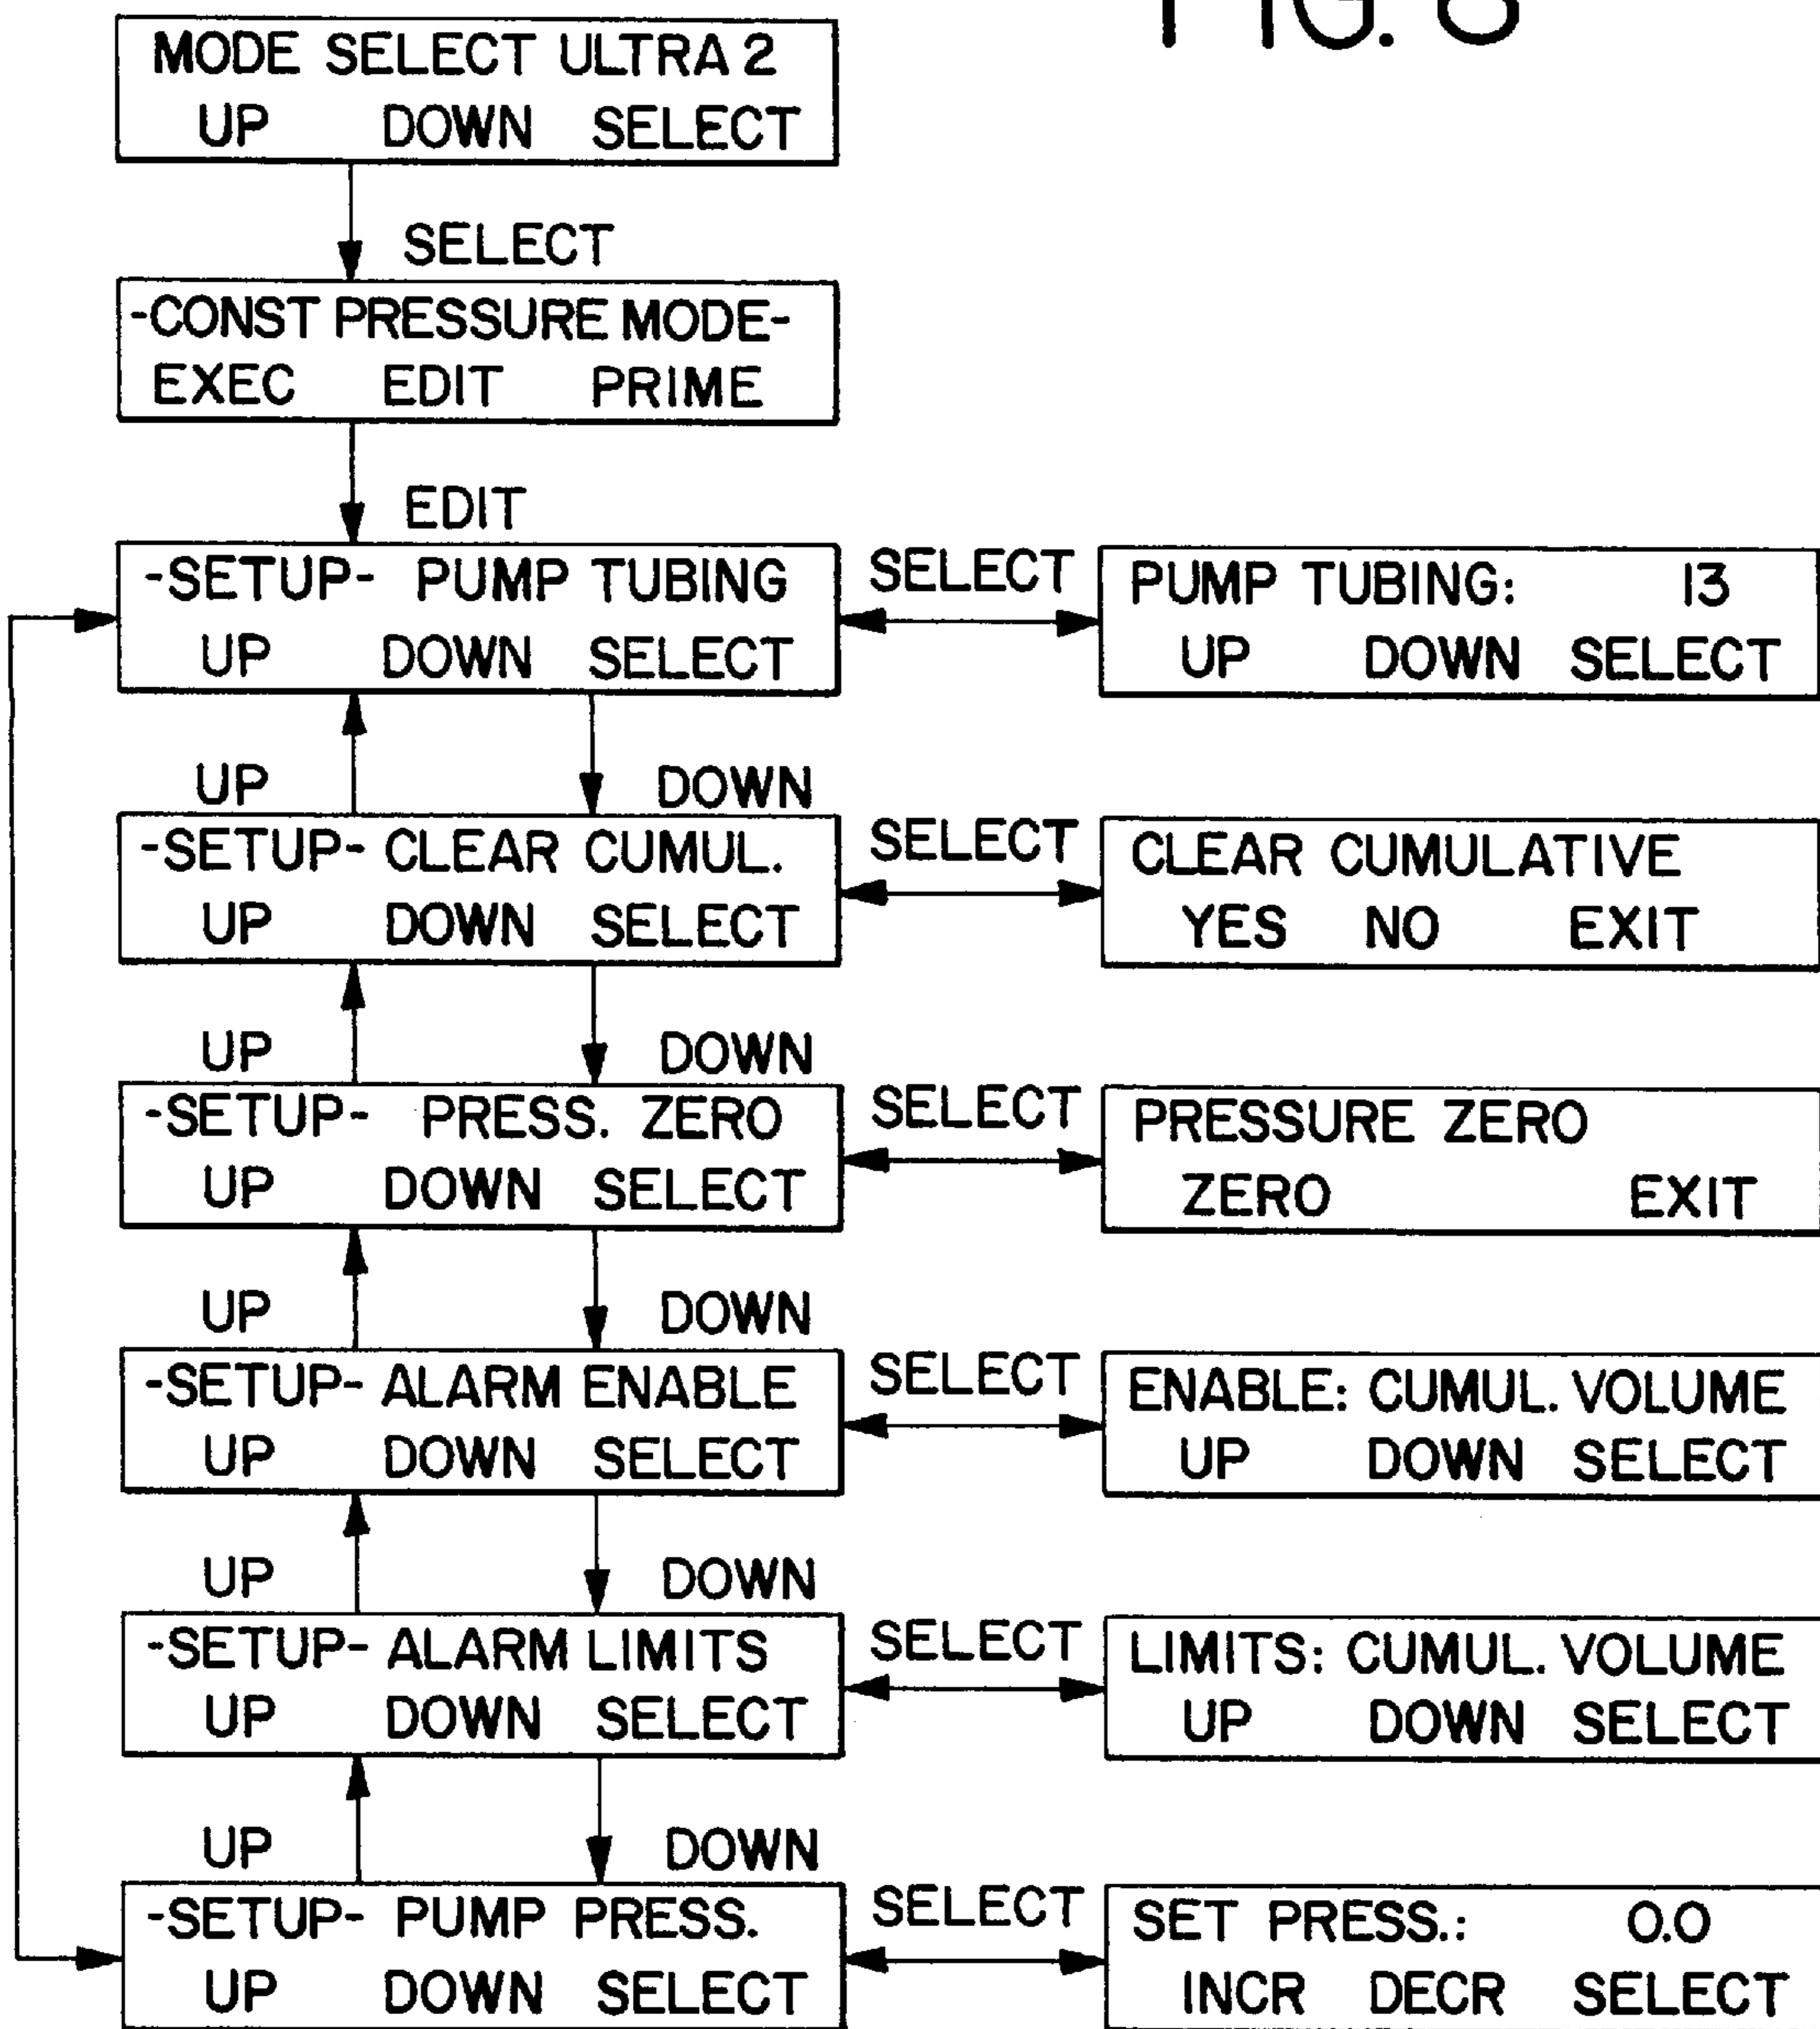 FIG. 8
MODE SELECT ULTRA 2
UP DOWN SELECT
SELECT
-CONST PRESSURE MODE-
EXEC EDIT PRIME
EDIT
-SETUP- PUMP TUBING
UP DOWN SELECT
SELECT
PUMP TUBING: 13
UP DOWN SELECT
UP DOWN
-SETUP- CLEAR CUMUL.
UP DOWN SELECT
SELECT
CLEAR CUMULATIVE
YES NO EXIT
UP DOWN
-SETUP- PRESS. ZERO
UP DOWN SELECT
SELECT
PRESSURE ZERO
ZERO EXIT
UP DOWN
-SETUP- ALARM ENABLE
UP DOWN SELECT
SELECT
ENABLE: CUMUL. VOLUME
UP DOWN SELECT
UP DOWN
-SETUP- ALARM LIMITS
UP DOWN SELECT
SELECT
LIMITS: CUMUL. VOLUME
UP DOWN SELECT
UP DOWN
-SETUP- PUMP PRESS.
UP DOWN SELECT
SELECT
SET PRESS.: 0.0
INCR DECR SELECT